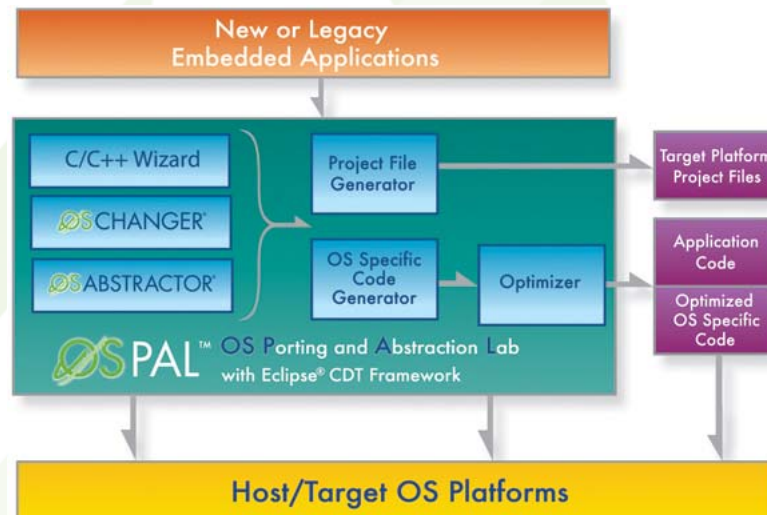 New or Legacy
Embedded Applications
C/C++ Wizard
OSCHANGER®
OSABSTRACTOR®
Project File
Generator
OS Specific
Code
Generator
Optimizer
Target Platform
Project Files
Application
Code
Optimized
OS Specific
Code
OSPAL™ OS Porting and Abstraction Lab
with Eclipse® CDT Framework
Host/Target OS Platforms